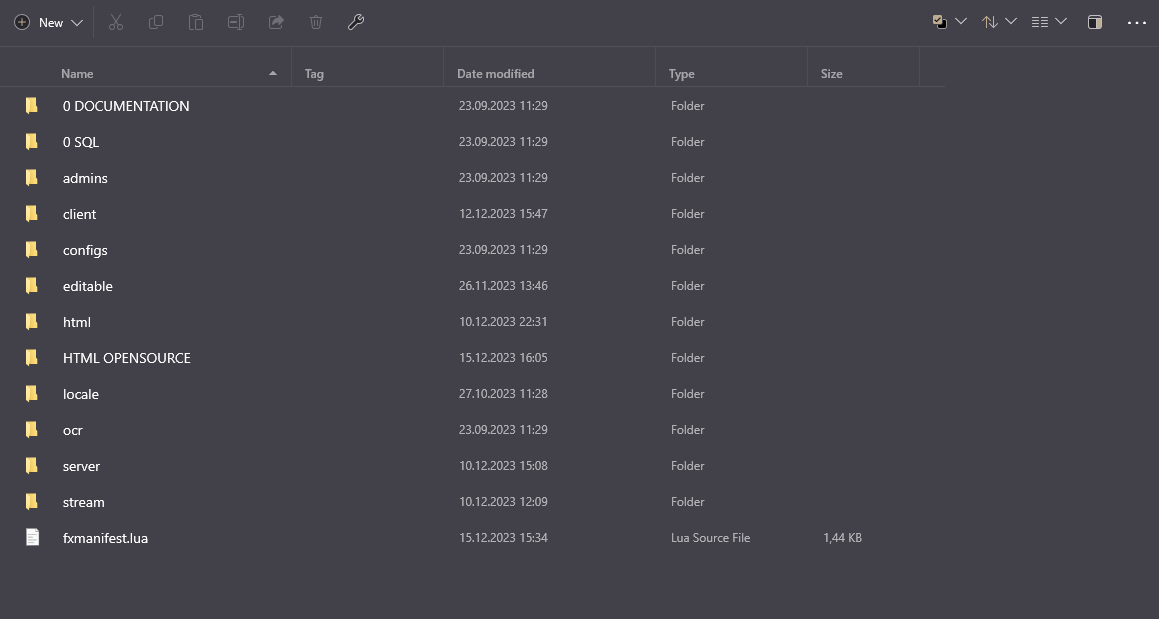 New
Name Tag Date modified Type Size
0 DOCUMENTATION 23.09.2023 11:29 Folder
0 SQL 23.09.2023 11:29 Folder
admins 23.09.2023 11:29 Folder
client 12.12.2023 15:47 Folder
configs 23.09.2023 11:29 Folder
editable 26.11.2023 13:46 Folder
html 10.12.2023 22:31 Folder
HTML OPENSOURCE 15.12.2023 16:05 Folder
locale 27.10.2023 11:28 Folder
ocr 23.09.2023 11:29 Folder
server 10.12.2023 15:08 Folder
stream 10.12.2023 12:09 Folder
fxmanifest.lua 15.12.2023 15:34 Lua Source File 1,44 KB